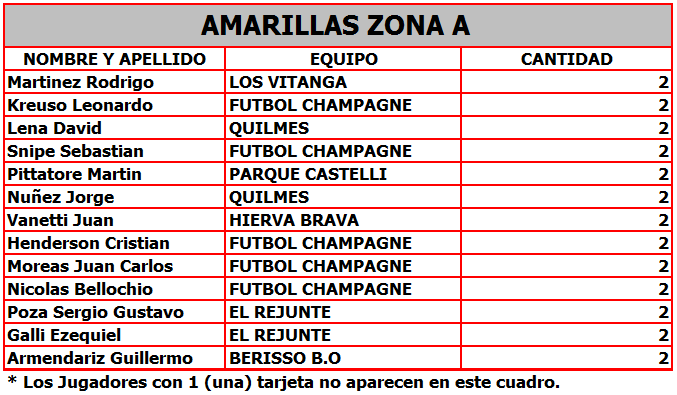 AMARILLAS ZONA A
NOMBRE Y APELLIDO EQUIPO CANTIDAD
Martinez Rodrigo LOS VITANGA 2
Kreuso Leonardo FUTBOL CHAMPAGNE 2
Lena David QUILMES 2
Snipe Sebastian FUTBOL CHAMPAGNE 2
Pittatore Martin PARQUE CASTELLI 2
Nuñez Jorge QUILMES 2
Vanetti Juan HIERVA BRAVA 2
Henderson Cristian FUTBOL CHAMPAGNE 2
Moreas Juan Carlos FUTBOL CHAMPAGNE 2
Nicolas Bellochio FUTBOL CHAMPAGNE 2
Poza Sergio Gustavo EL REJUNTE 2
Galli Ezequiel EL REJUNTE 2
Armendariz Guillermo BERISSO B.O 2
* Los Jugadores con 1 (una) tarjeta no aparecen en este cuadro.